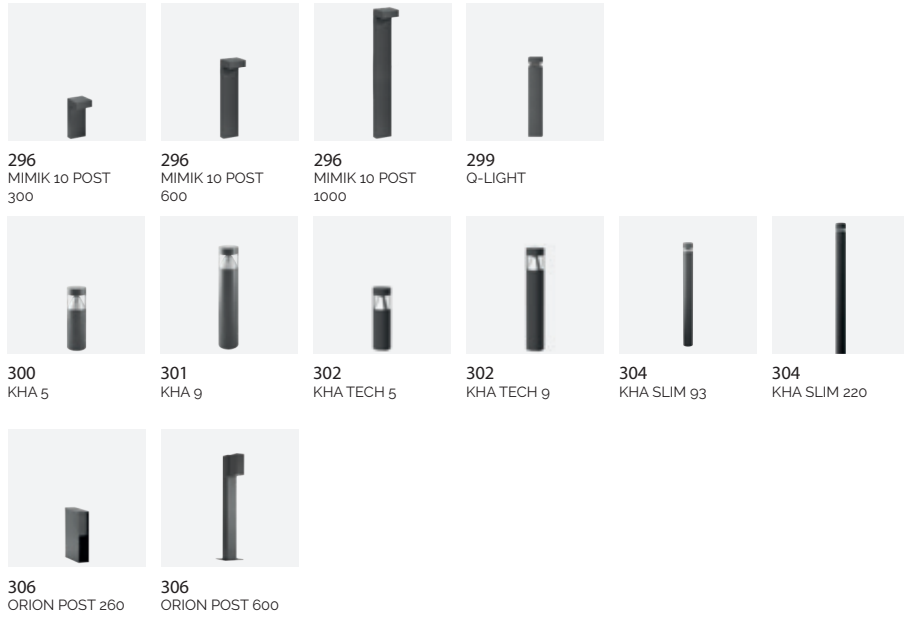 296
MIMIK 10 POST
300
296
MIMIK 10 POST
600
296
MIMIK 10 POST
1000
299
Q-LIGHT
300
KHA 5
301
KHA 9
302
KHA TECH 5
302
KHA TECH 9
304
KHA SLIM 93
304
KHA SLIM 220
306
ORION POST 260
306
ORION POST 600